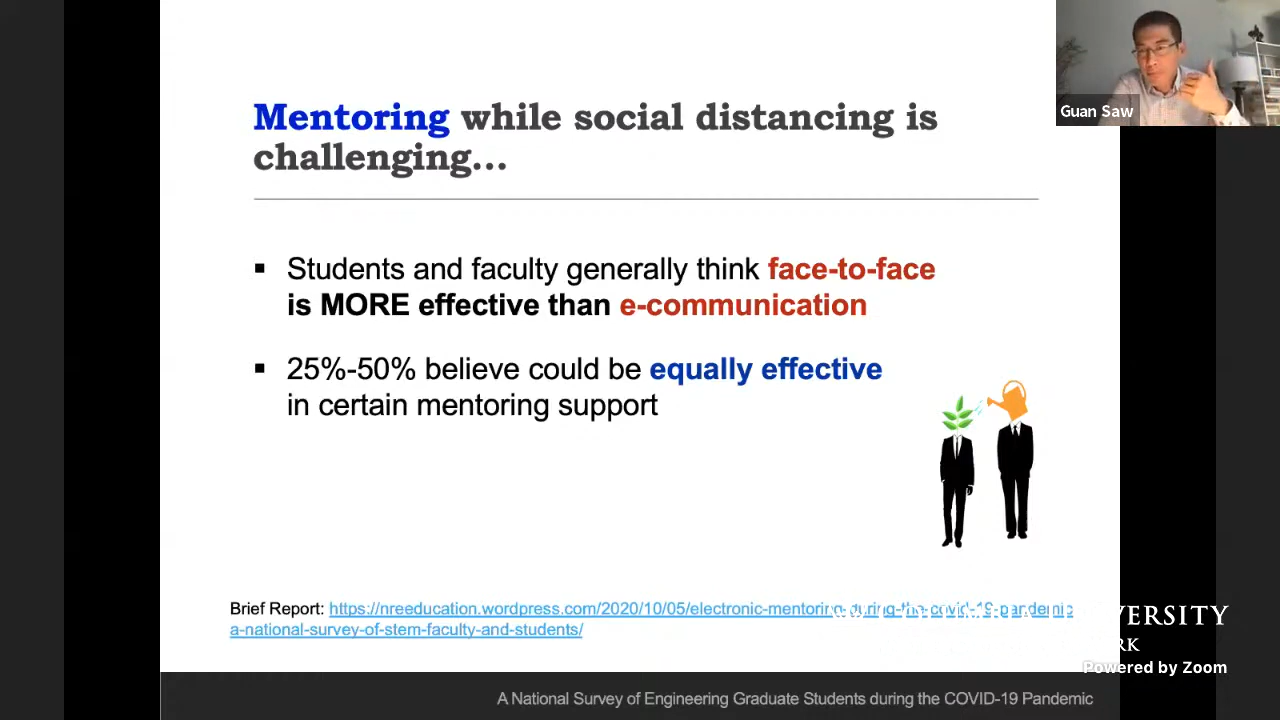 Mentoring while social distancing is
challenging...
Guan Saw
▪ Students and faculty generally think face-to-face
is MORE effective than e-communication
▪ 25%-50% believe could be equally effective
in certain mentoring support
Brief Report: https://nreeducation.wordpress.com/2020/10/05/electronic-mentoring-during-the-covid-19-pandemic-
a-national-survey-of-stem-faculty-and-students/
Powered by Zoom
A National Survey of Engineering Graduate Students during the COVID-19 Pandemic